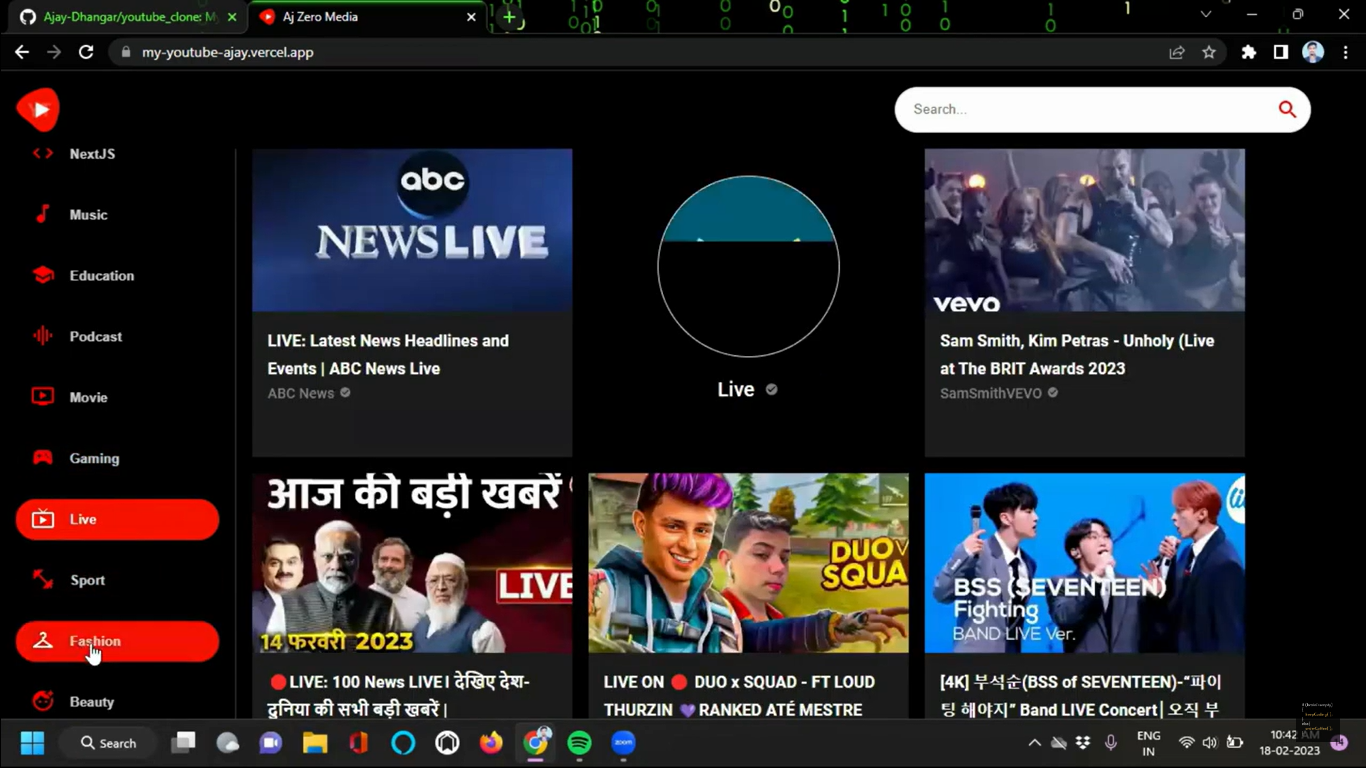 Ajay-Dhangar/youtube_clone: My
Aj Zero Media
my-youtube-ajay.vercel.app
Search...
NextJS
Music
Education
Podcast
Movie
Gaming
Live
Sport
Fashion
Beauty
abc
NEWS LIVE
LIVE: Latest News Headlines and
Events | ABC News Live
ABC News
Live
vevo
Sam Smith, Kim Petras - Unholy (Live
at The BRIT Awards 2023
SamSmithVEVO
आज की बड़ी खबरें
LIVE
14 फरवरी 2023
🔴LIVE: 100 News LIVE। देखिए देश-
दुनिया की सभी बड़ी खबरें |
DUO
SQUA
LIVE ON 🔴 DUO x SQUAD - FT LOUD
THURZIN 💜RANKED ATÉ MESTRE
BSS (SEVENTEEN)
Fighting
BAND LIVE Ver.
[4K] 부석순(BSS of SEVENTEEN)-“파이
팅 해야지” Band LIVE Concert| 오직 부
Search
ENG
IN
10:42 AM
18-02-2023